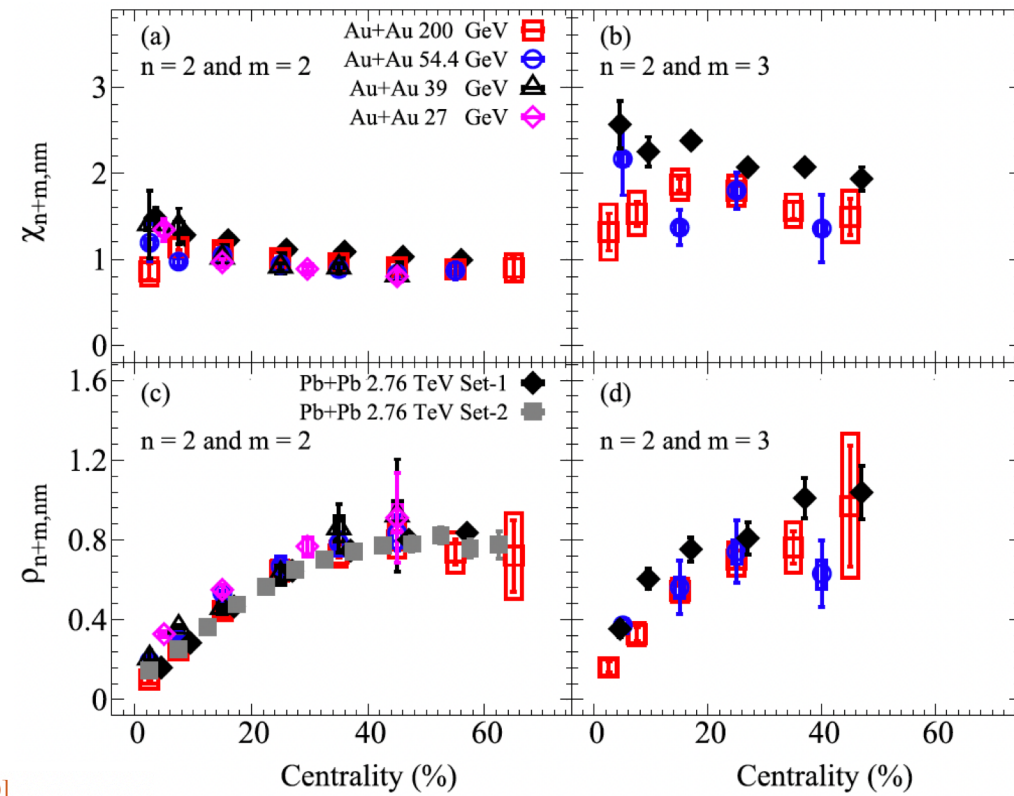 (a)
n = 2 and m = 2
Au+Au 200 GeV
Au+Au 54.4 GeV
Au+Au 39 GeV
Au+Au 27 GeV
(b)
n = 2 and m = 3
χn+m,nm
3
2
1
0
(c)
n = 2 and m = 2
Pb+Pb 2.76 TeV Set-1
Pb+Pb 2.76 TeV Set-2
(d)
n = 2 and m = 3
ρn+m,nm
1.6
1.2
0.8
0.4
0
0 20 40 60
0 20 40 60
Centrality (%)
Centrality (%)